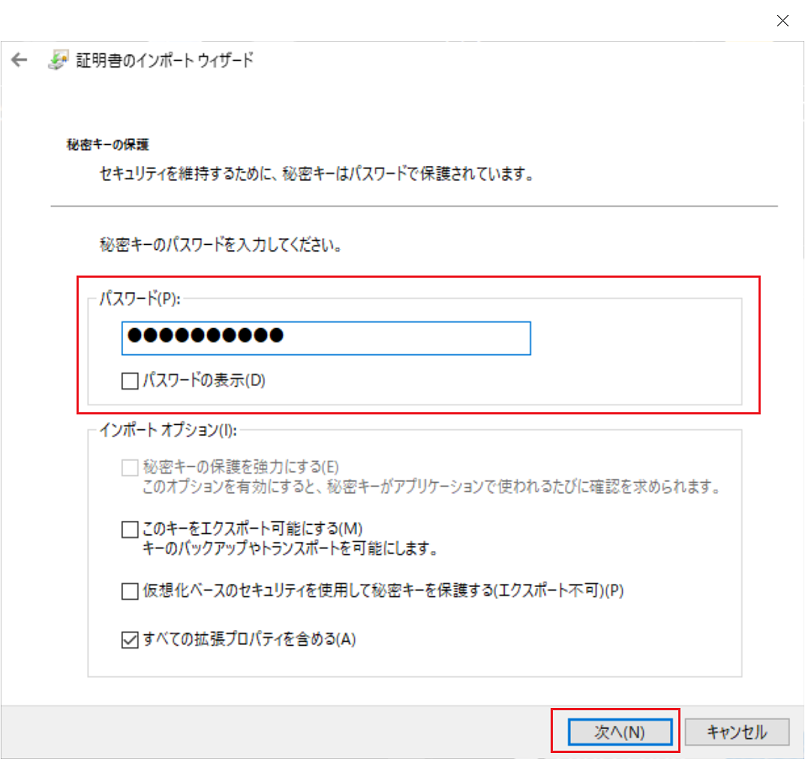 証明書のインポート ウィザード
秘密キーの保護
セキュリティを維持するために、秘密キーはパスワードで保護されています。
秘密キーのパスワードを入力してください。
パスワード(P):
●●●●●●●●●●
パスワードの表示(D)
インポート オプション(I):
秘密キーの保護を強力にする(E)
このオプションを有効にすると、秘密キーがアプリケーションで使われるたびに確認を求められます。
このキーをエクスポート可能にする(M)
キーのバックアップやトランスポートを可能にします。
仮想化ベースのセキュリティを使用して秘密キーを保護する(エクスポート不可)(P)
すべての拡張プロパティを含める(A)
次へ(N)
キャンセル